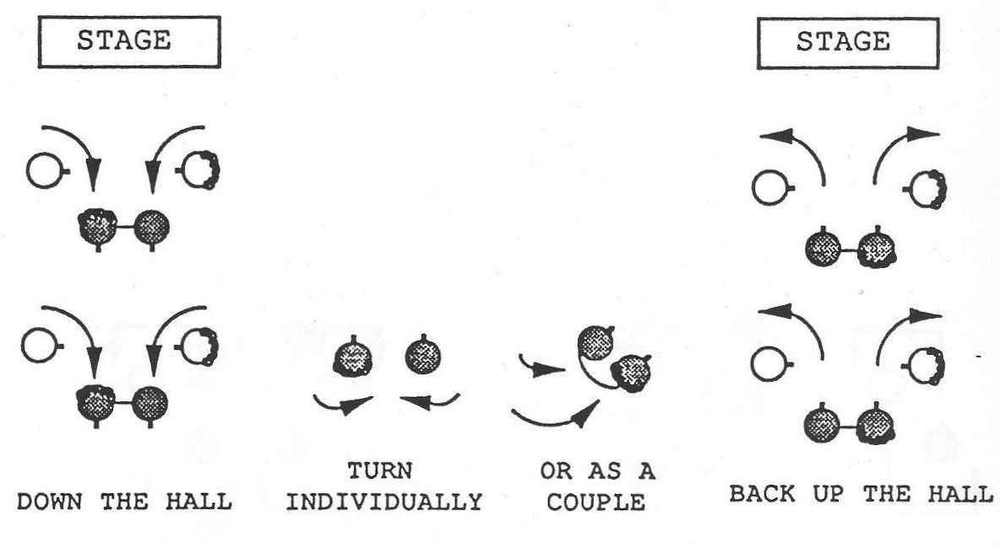 STAGE
STAGE
DOWN THE HALL
TURN
INDIVIDUALLY
OR AS A
COUPLE
BACK UP THE HALL